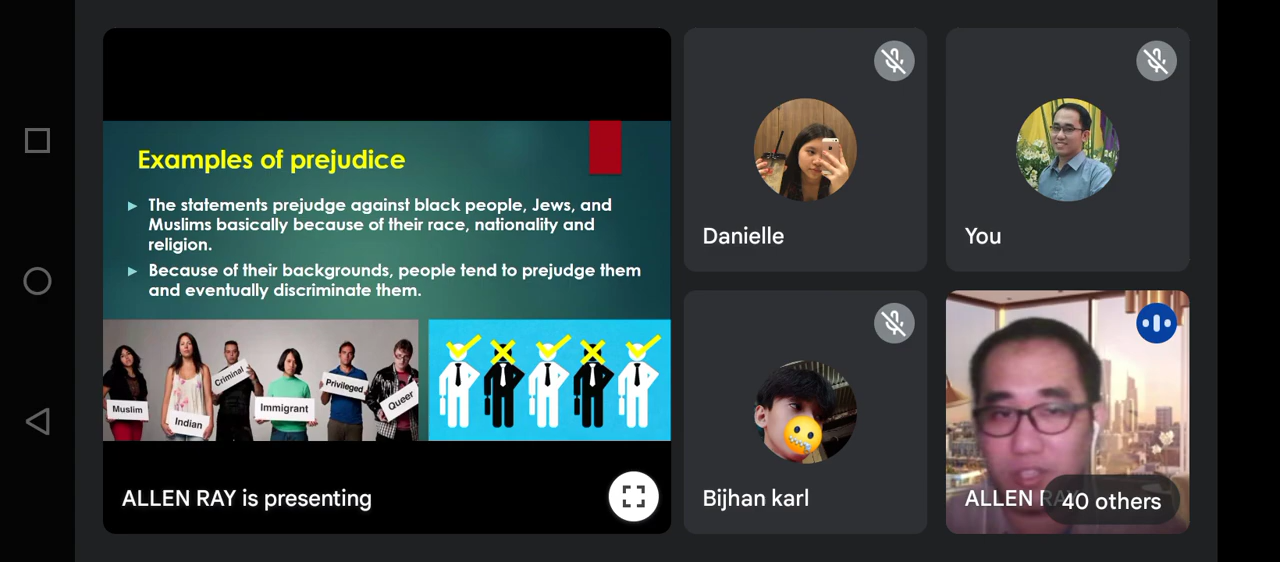 Examples of prejudice
The statements prejudge against black people, Jews, and
Muslims basically because of their race, nationality and
religion.
Because of their backgrounds, people tend to prejudge them
and eventually discriminate them.
Muslim
Indian
Criminal
Immigrant
Privileged
Queer
ALLEN RAY is presenting
Danielle
You
Bijhan karl
ALLEN RA
40 others